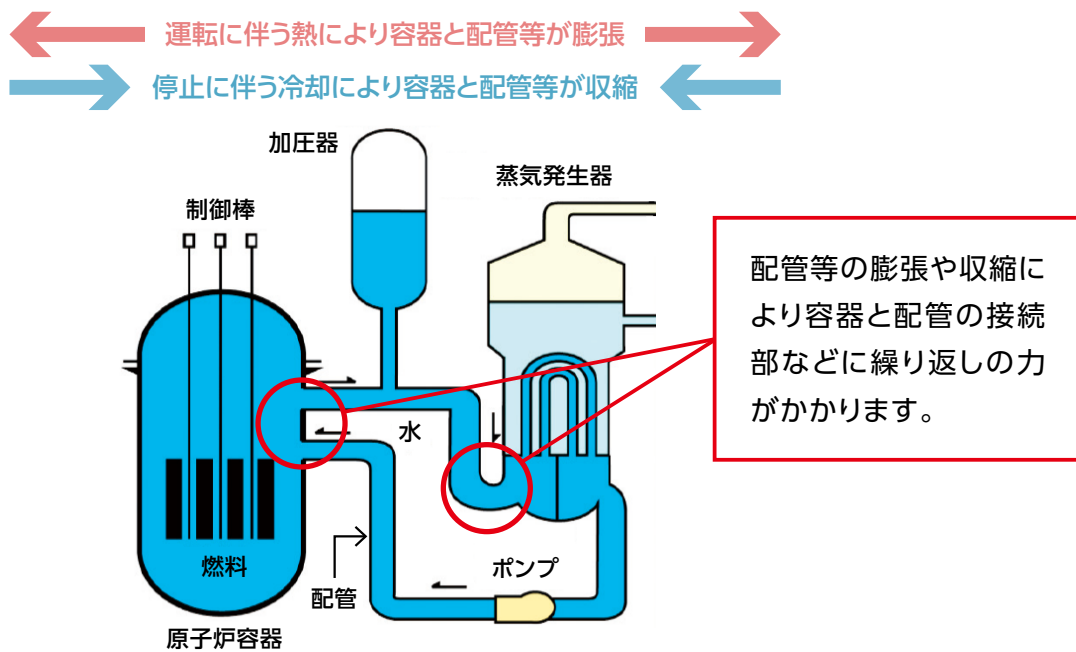 運転に伴う熱により容器と配管等が膨張
停止に伴う冷却により容器と配管等が収縮
加圧器
蒸気発生器
制御棒
配管等の膨張や収縮に
より容器と配管の接続
部などに繰り返しの力
がかかります。
水
燃料
ポンプ
配管
原子炉容器